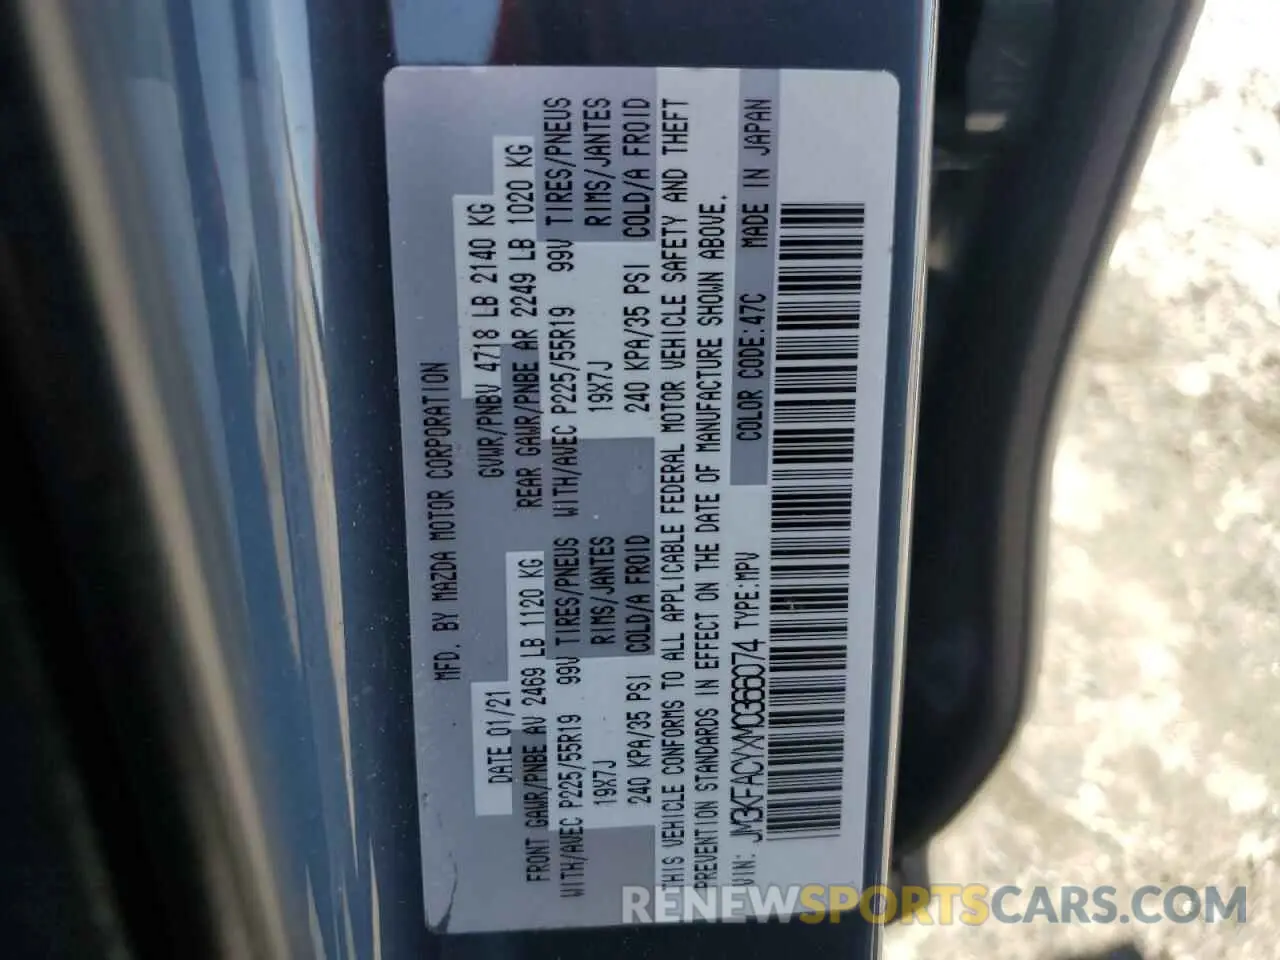 MFD. BY MAZDA MOTOR CORPORATION
DATE 01/21 GVWR/PNBV 4718 LB 2140 KG
FRONT GAWR/PNBE AV 2469 LB 1120 KG REAR GAWR/PNBE AR 2249 LB 1020 KG
WITH/AVEC P225/55R19 99V TIRES/PNEUS WITH/AVEC P225/55R19 99V TIRES/PNEUS
19X7J RIMS/JANTES 19X7J RIMS/JANTES
240 KPA/35 PSI COLD/A FROID 240 KPA/35 PSI COLD/A FROID
THIS VEHICLE CONFORMS TO ALL APPLICABLE FEDERAL MOTOR VEHICLE SAFETY AND THEFT
PREVENTION STANDARDS IN EFFECT ON THE DATE OF MANUFACTURE SHOWN ABOVE.
VIN: JM3KFACYXM0366074 TYPE:MPV COLOR CODE:47C MADE IN JAPAN
RENEWSPORTSCARS.COM